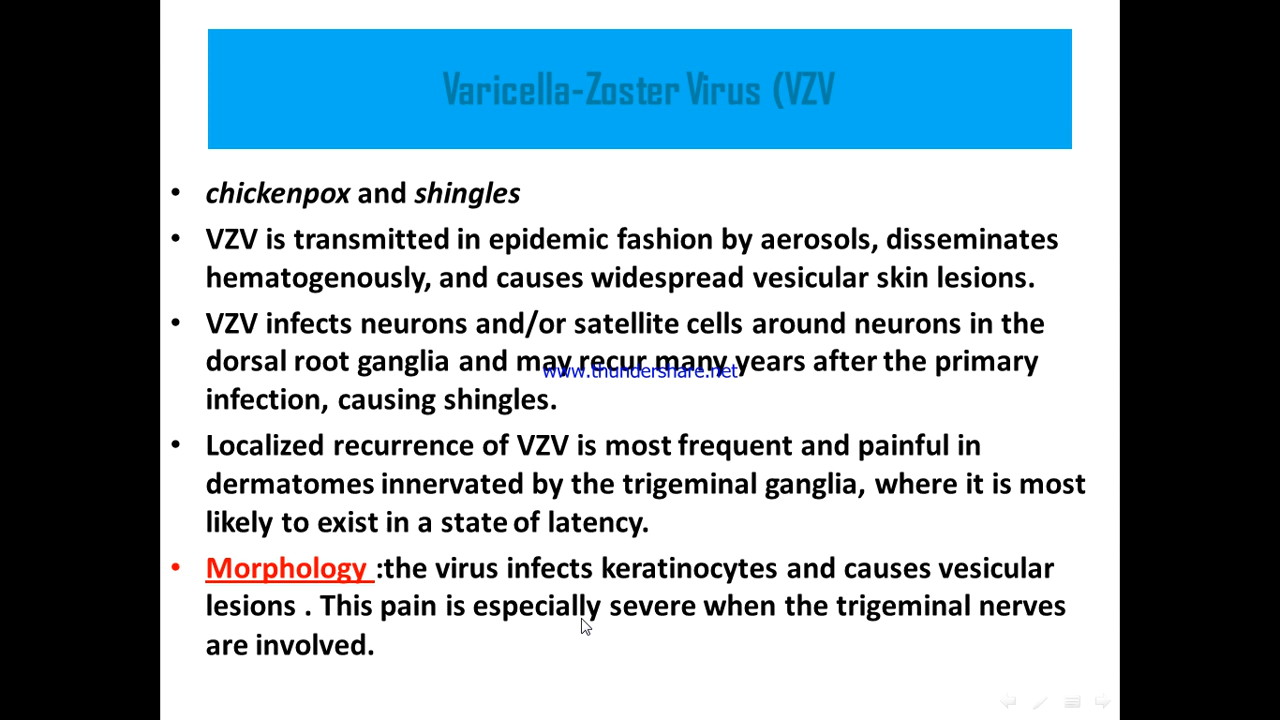 Varicella-Zoster Virus (VZV
• chickenpox and shingles
• VZV is transmitted in epidemic fashion by aerosols, disseminates
hematogenously, and causes widespread vesicular skin lesions.
• VZV infects neurons and/or satellite cells around neurons in the
dorsal root ganglia and may recur many years after the primary
www.thundershare.net
infection, causing shingles.
• Localized recurrence of VZV is most frequent and painful in
dermatomes innervated by the trigeminal ganglia, where it is most
likely to exist in a state of latency.
• Morphology :the virus infects keratinocytes and causes vesicular
lesions . This pain is especially severe when the trigeminal nerves
are involved.